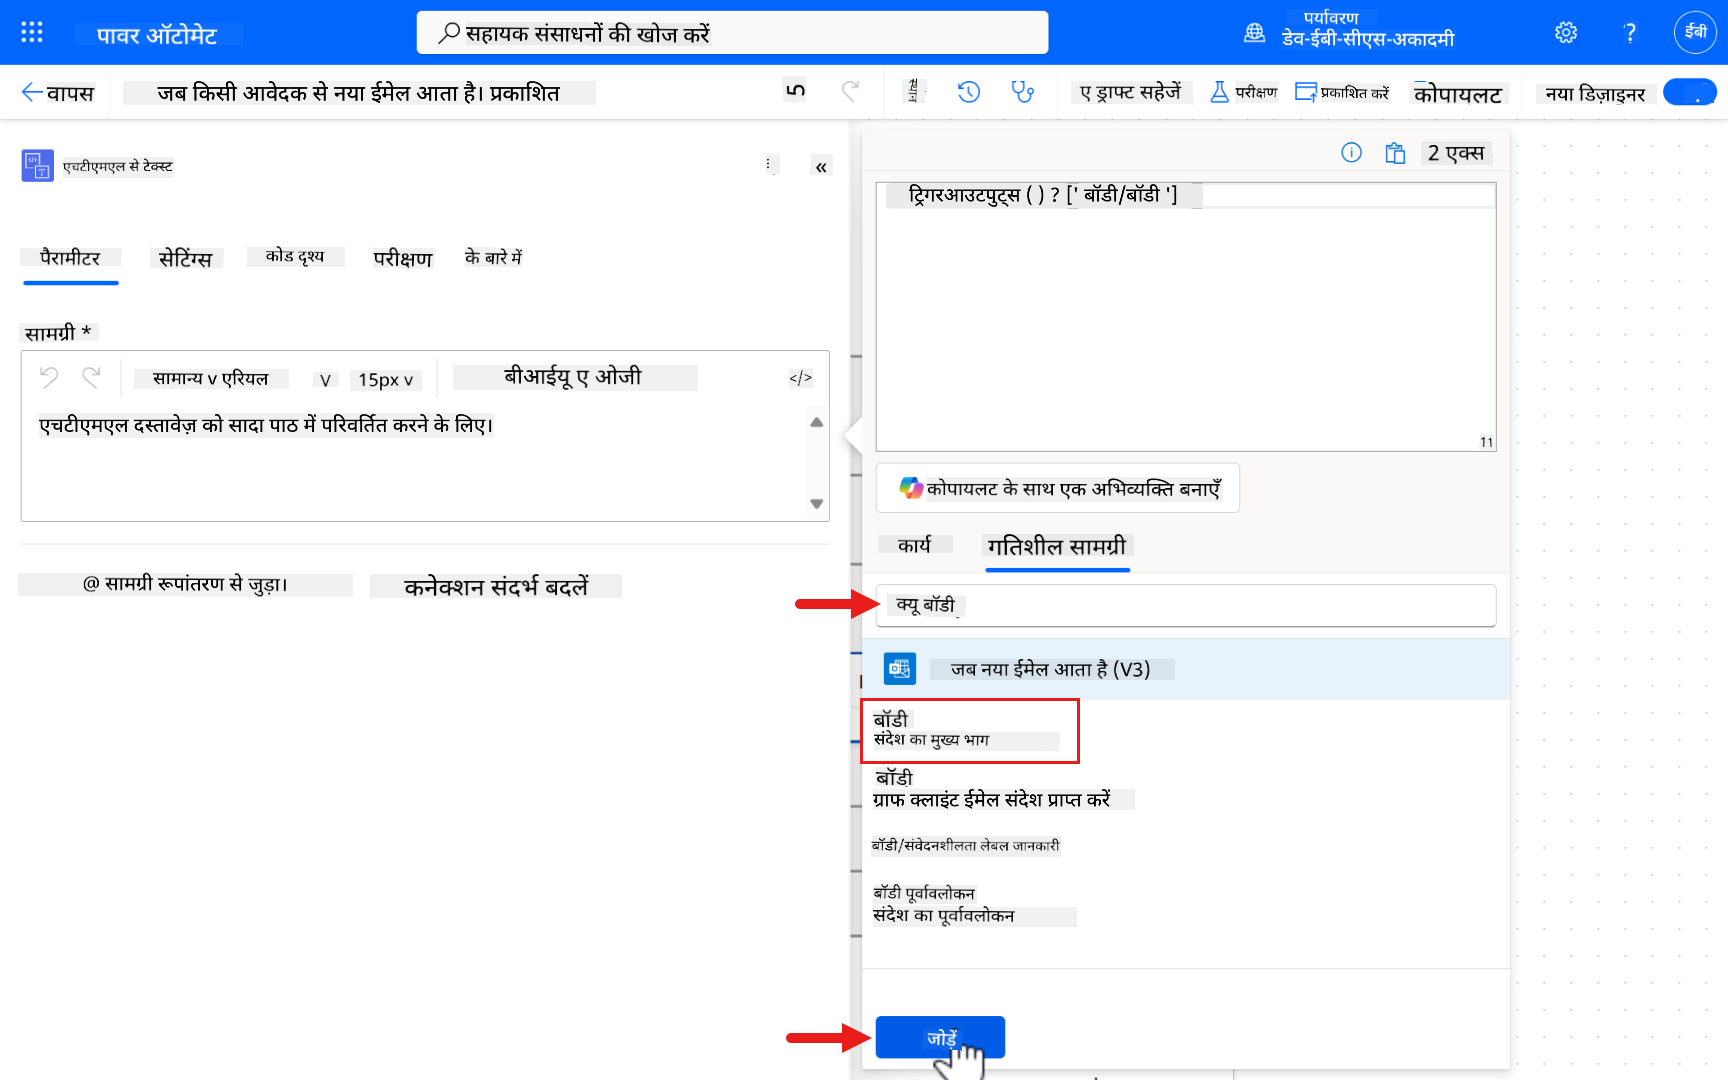 पावर ऑटोमेट
सहायक संसाधनों की खोज करें
पर्यावरण
डेव-ईबी-सीएस-अकादमी
?
ईबी
वापस
जब किसी आवेदक से नया ईमेल आता है। प्रकाशित
ए ड्राफ्ट सहेजें
परीक्षण
प्रकाशित करें
कोपायलट
नया डिज़ाइनर
एचटीएमएल से टेक्स्ट
«
पैरामीटर
सेटिंग्स
कोड दृश्य
परीक्षण
के बारे में
सामग्री *
सामान्य v एरियल
v
15px v
बीआईयू ए ओजी
</>
एचटीएमएल दस्तावेज़ को सादा पाठ में परिवर्तित करने के लिए।
@ सामग्री रूपांतरण से जुड़ा।
कनेक्शन संदर्भ बदलें
2 एक्स
ट्रिगरआउटपुट्स ( ) ? [' बॉडी/बॉडी ']
11
कोपायलट के साथ एक अभिव्यक्ति बनाएँ
कार्य
गतिशील सामग्री
क्यू बॉडी
जब नया ईमेल आता है (V3)
बॉडी
संदेश का मुख्य भाग
बॉडी
ग्राफ क्लाइंट ईमेल संदेश प्राप्त करें
बॉडी/संवेदनशीलता लेबल जानकारी
बॉडी पूर्वावलोकन
संदेश का पूर्वावलोकन
जोड़ें